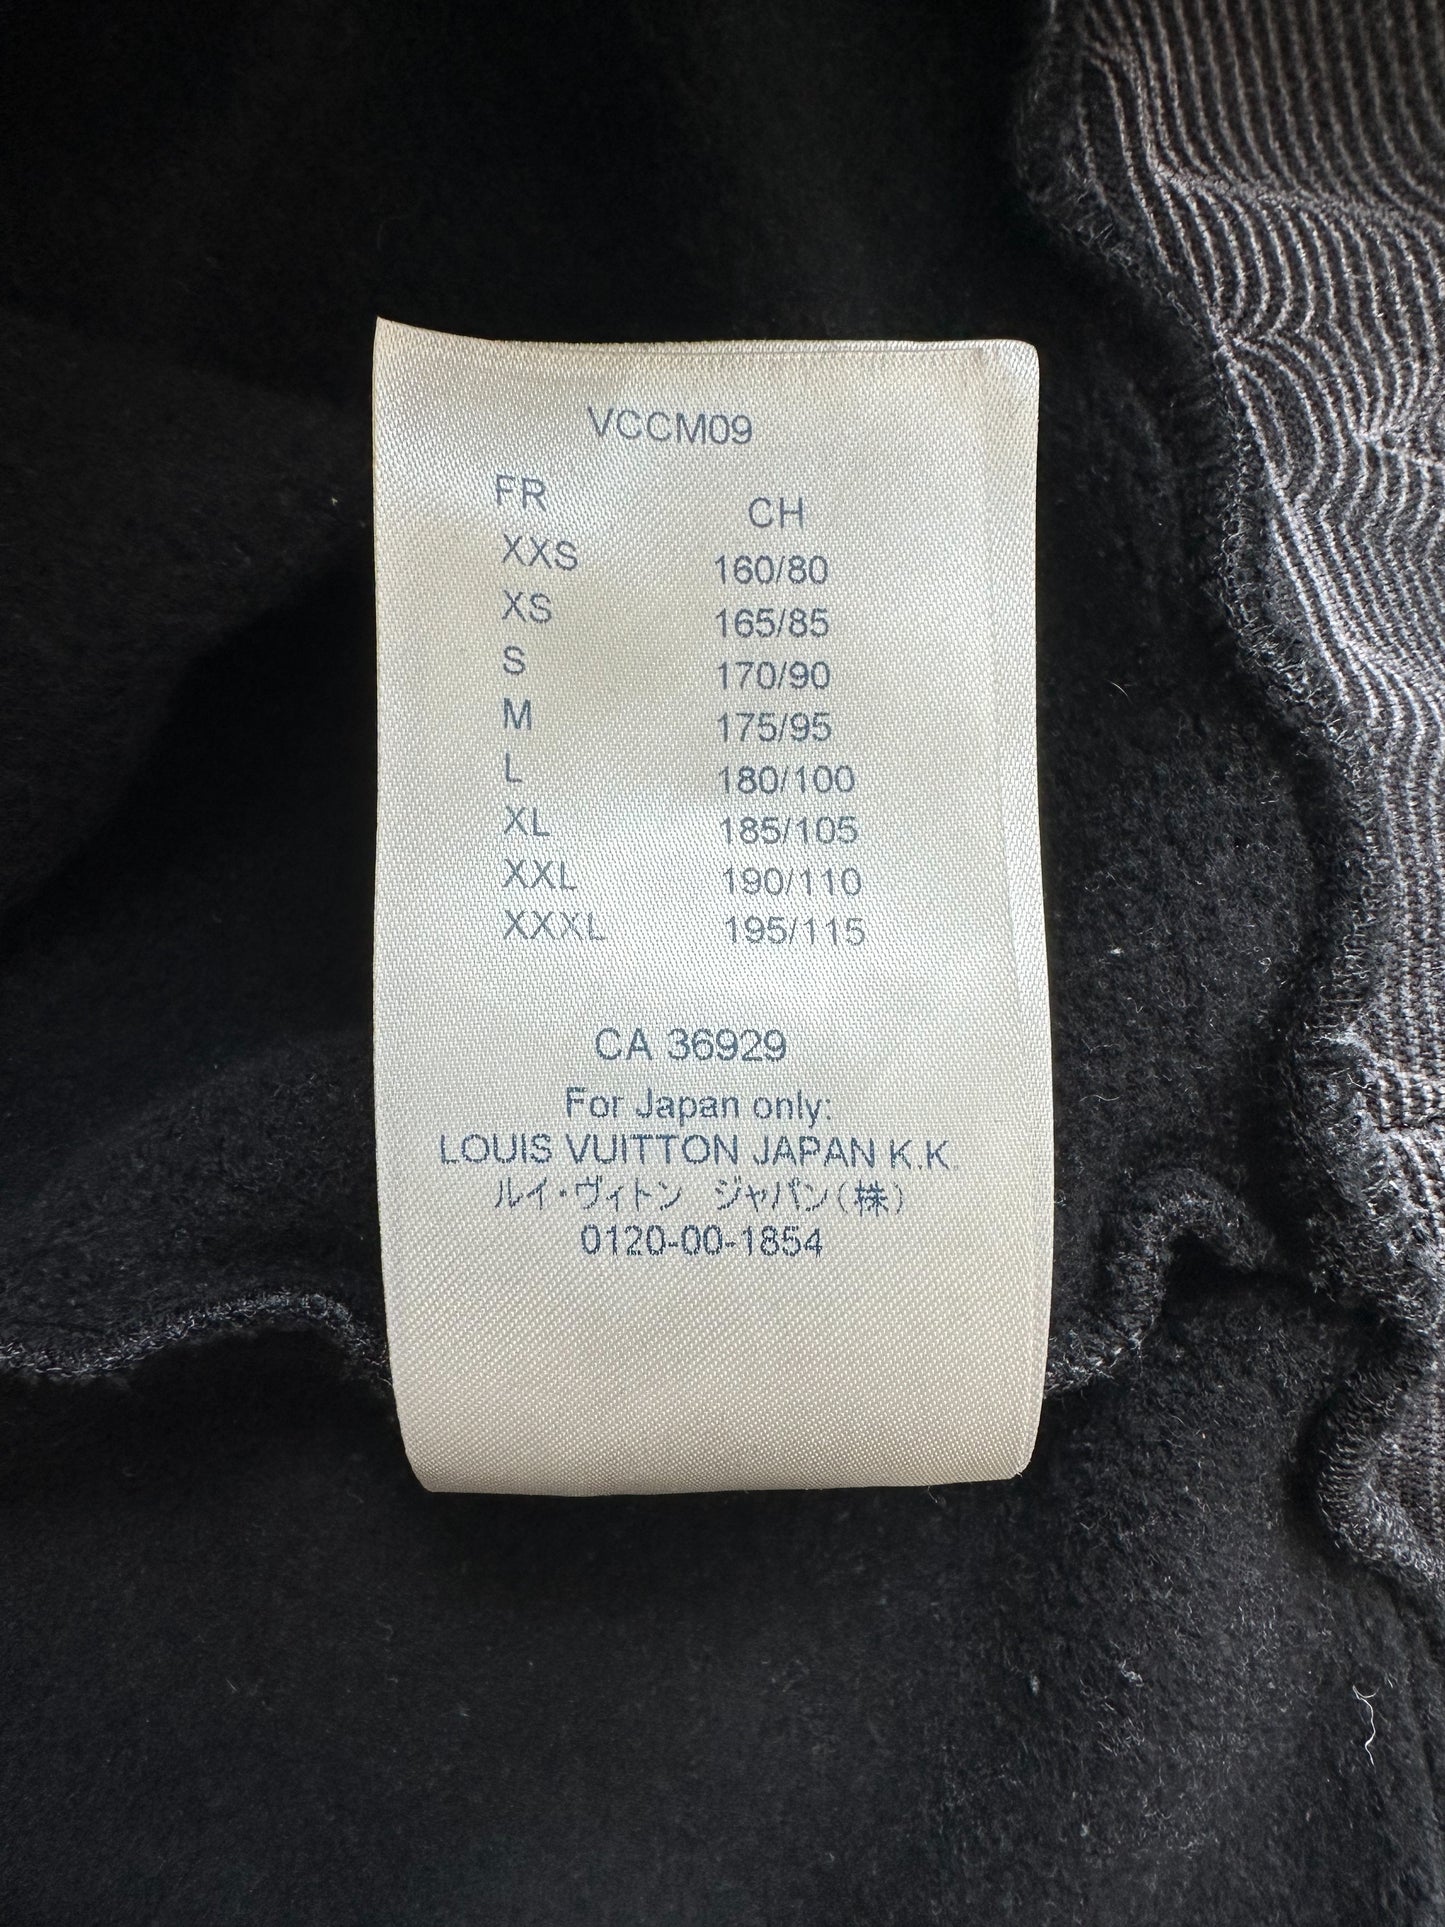 VCCM09
FR CH
XXS 160/80
XS 165/85
S 170/90
M 175/95
L 180/100
XL 185/105
XXL 190/110
XXXL 195/115
CA 36929
For Japan only:
LOUIS VUITTON JAPAN K.K.
ルイ・ヴィトン ジャパン(株)
0120-00-1854